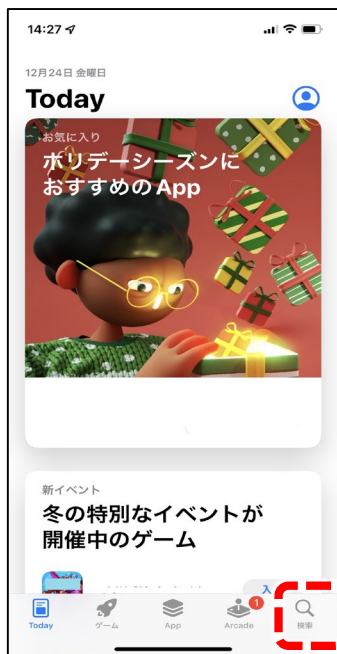 14:27
12月24日 金曜日
Today
お気に入り
ホリデーシーズンに
おすすめのApp
新イベント
冬の特別なイベントが
開催中のゲーム
入
1
Today
ゲーム
App
Arcade
検索